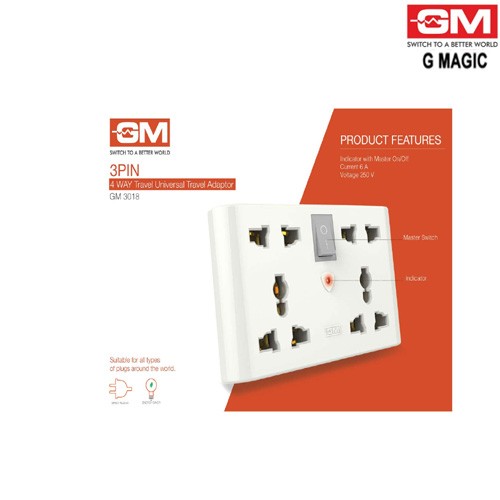 GM
SWITCH TO A BETTER WORLD
G MAGIC
GM
SWITCH TO A BETTER WORLD
3PIN
4 WAY Travel Universal Travel Adaptor
GM 3018
PRODUCT FEATURES
Indicator with Master On/Off
Current 6 A
Voltage 250 V
Master Switch
Indicator
GM
Suitable for all types
of plugs around the world.